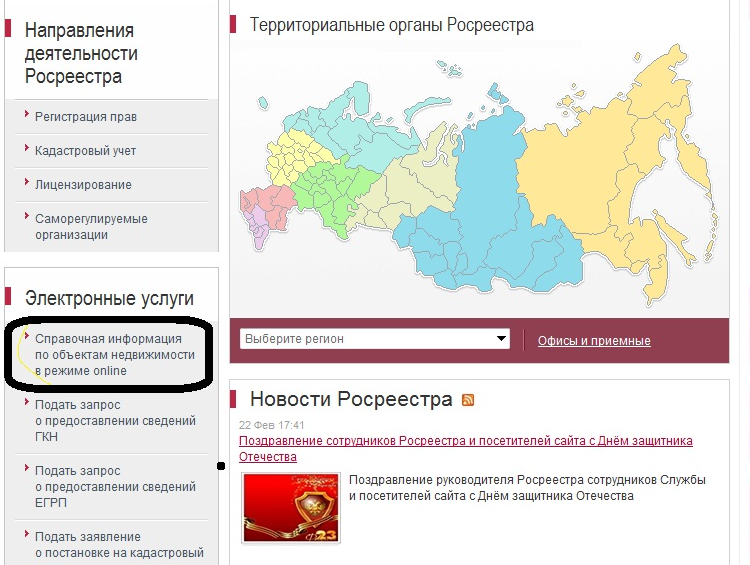 Направления
деятельности
Росреестра
Регистрация прав
Кадастровый учет
Лицензирование
Саморегулируемые
организации
Электронные услуги
Справочная информация
по объектам недвижимости
в режиме online
Подать запрос
о предоставлении сведений
ГКН
Подать запрос
о предоставлении сведений
ЕГРП
Подать заявление
о постановке на кадастровый
Территориальные органы Росреестра
Выберите регион
Офисы и приемные
Новости Росреестра
22 Фев 17:41
Поздравление сотрудников Росреестра и посетителей сайта с Днём защитника
Отечества
Поздравление руководителя Росреестра сотрудников Службы
и посетителей сайта с Днём защитника Отечества
23